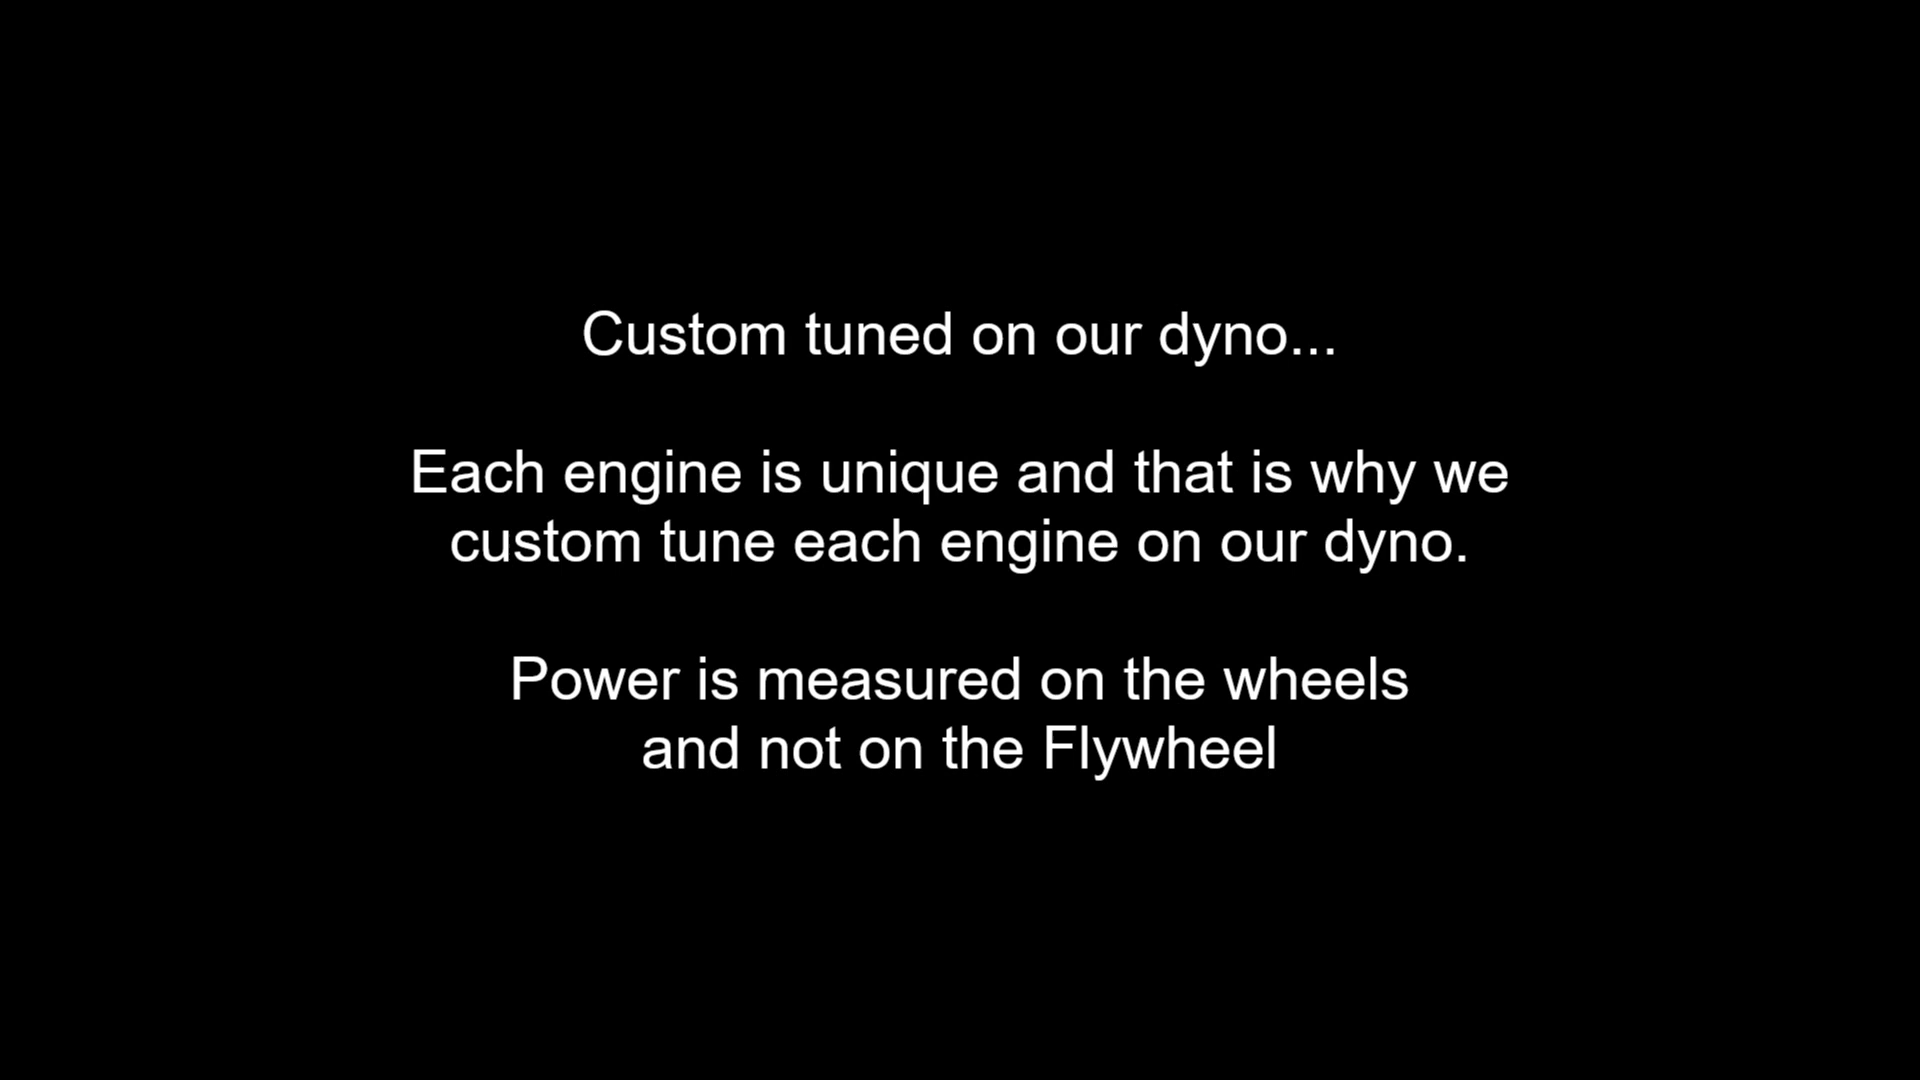 Custom tuned on our dyno...
Each engine is unique and that is why we
custom tune each engine on our dyno.
Power is measured on the wheels
and not on the Flywheel